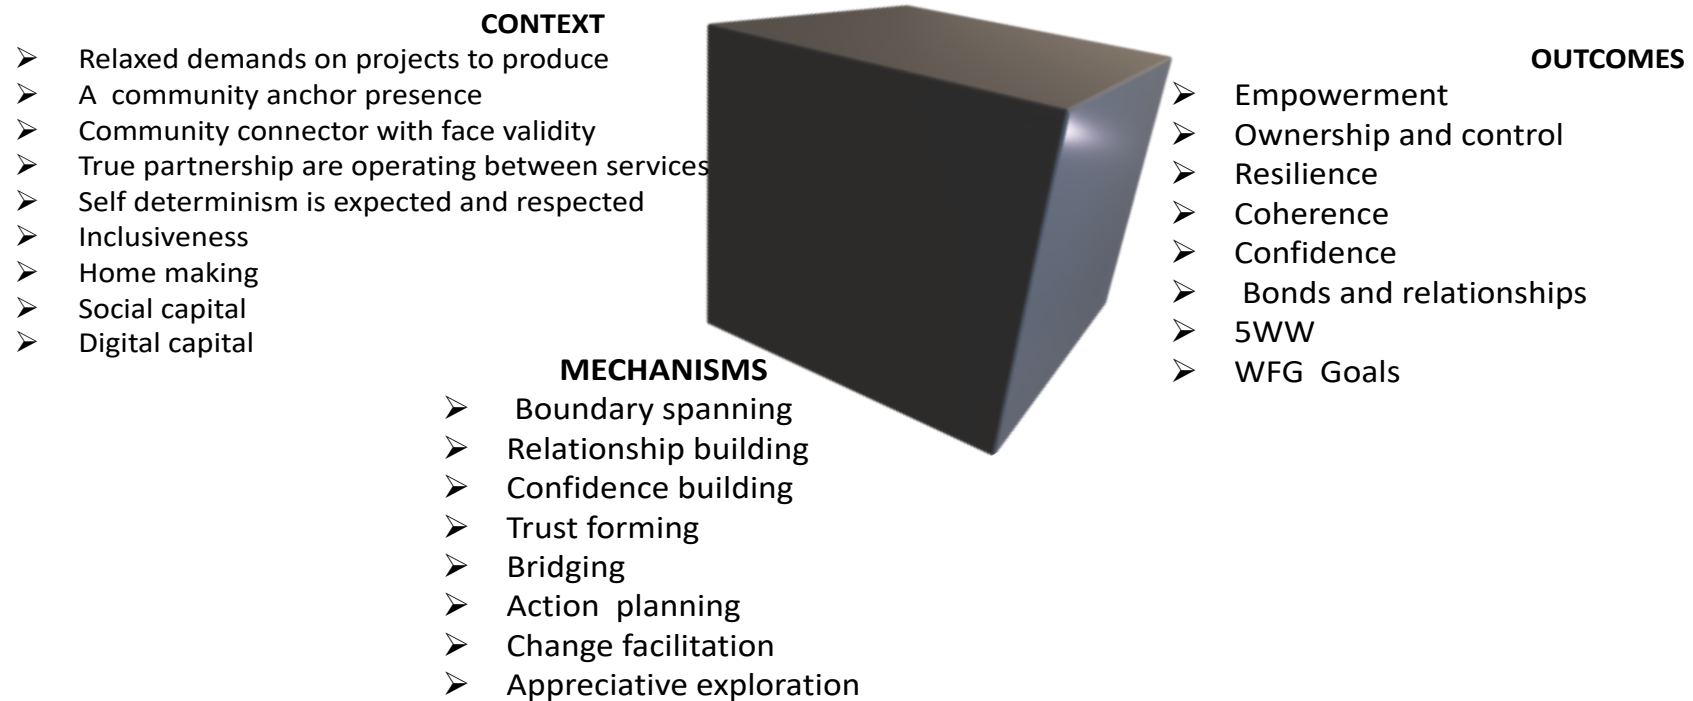 CONTEXT
➢ Relaxed demands on projects to produce
➢ A community anchor presence
➢ Community connector with face validity
➢ True partnership are operating between services
➢ Self determinism is expected and respected
➢ Inclusiveness
➢ Home making
➢ Social capital
➢ Digital capital
MECHANISMS
➢ Boundary spanning
➢ Relationship building
➢ Confidence building
➢ Trust forming
➢ Bridging
➢ Action planning
➢ Change facilitation
➢ Appreciative exploration
OUTCOMES
➢ Empowerment
➢ Ownership and control
➢ Resilience
➢ Coherence
➢ Confidence
➢ Bonds and relationships
➢ 5WW
➢ WFG Goals